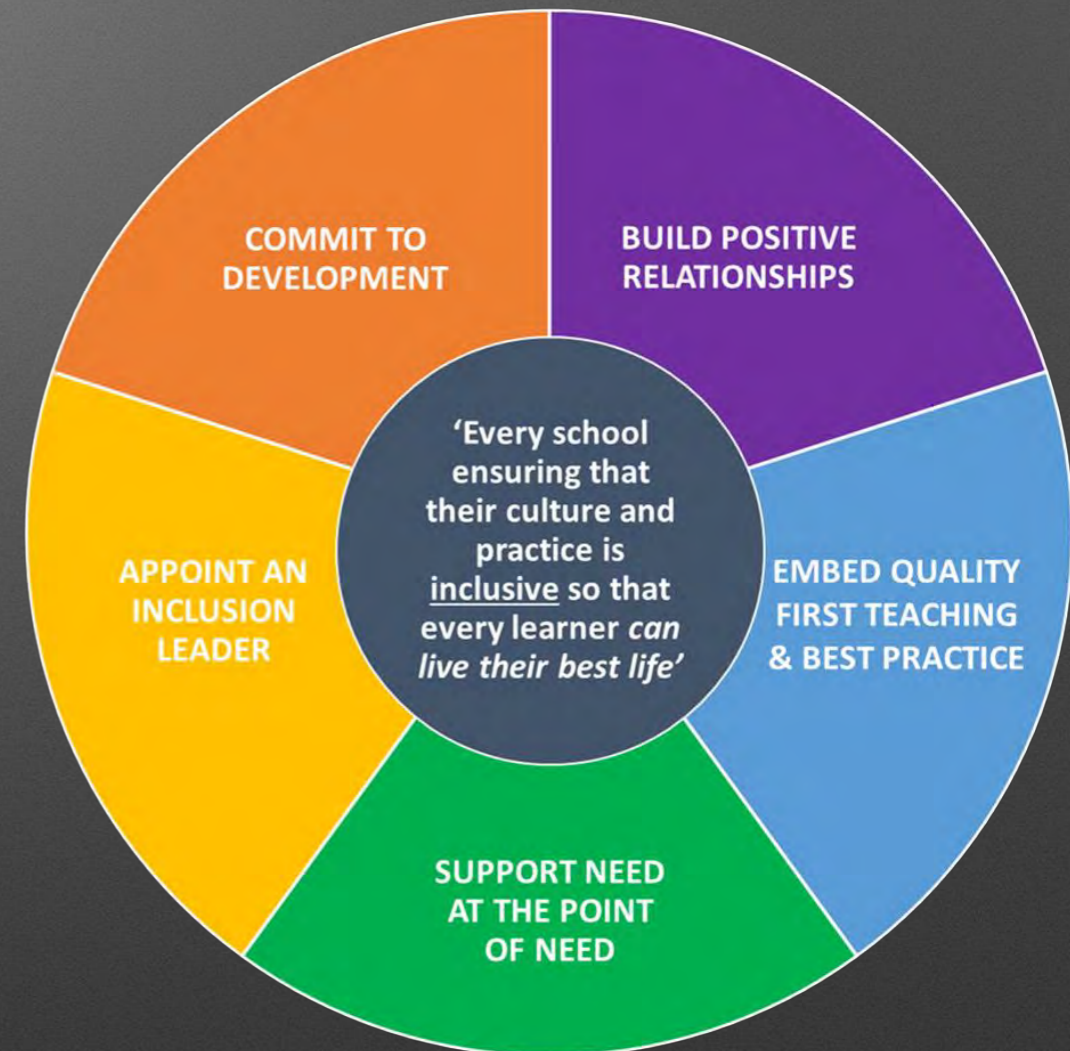 COMMIT TO
DEVELOPMENT
BUILD POSITIVE
RELATIONSHIPS
‘Every school
ensuring that
their culture and
practice is
inclusive so that
every learner can
live their best life’
APPOINT AN
INCLUSION
LEADER
EMBED QUALITY
FIRST TEACHING
& BEST PRACTICE
SUPPORT NEED
AT THE POINT
OF NEED